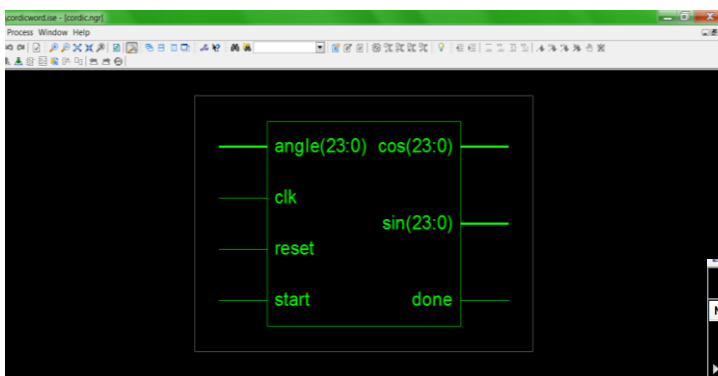 .cordicword.ise - [cordic.ngr]
Process Window Help
angle(23:0) cos(23:0)
clk
sin(23:0)
reset
start done